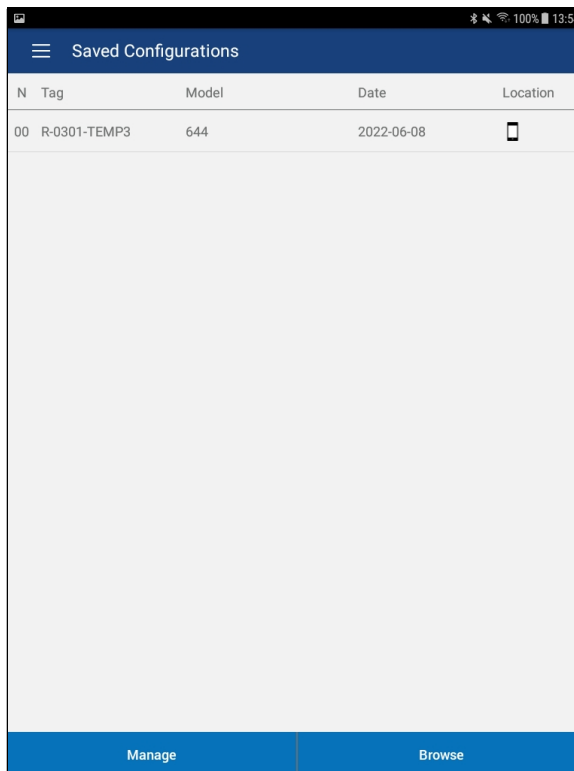 100% 13:5
Saved Configurations
N Tag Model Date Location
00 R-0301-TEMP3 644 2022-06-08
Manage Browse